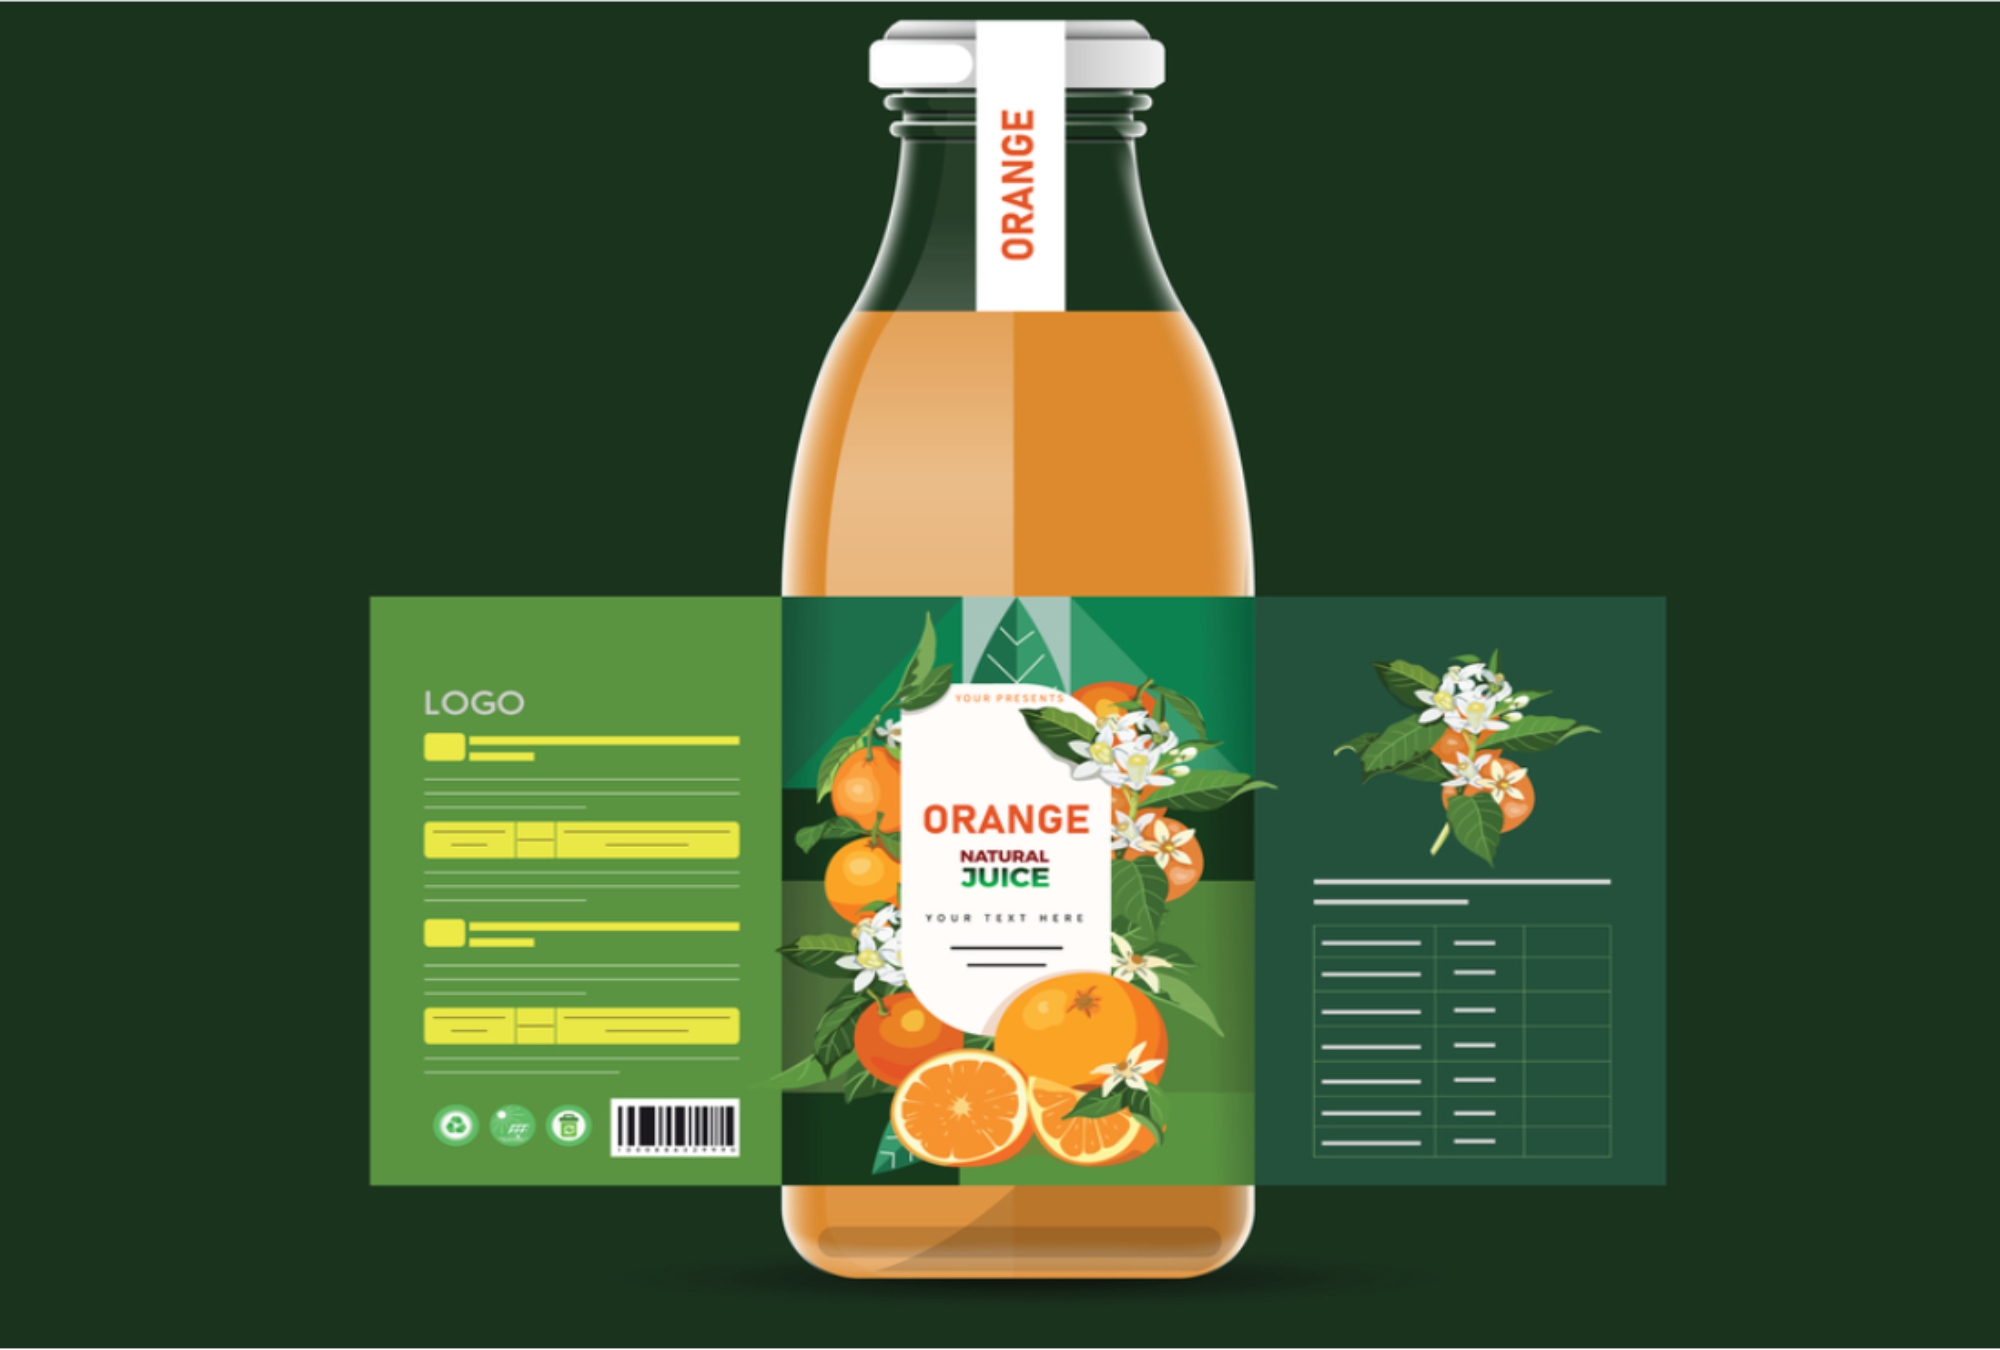 ORANGE
LOGO
YOUR PRESENTS
ORANGE
NATURAL
JUICE
YOUR TEXT HERE